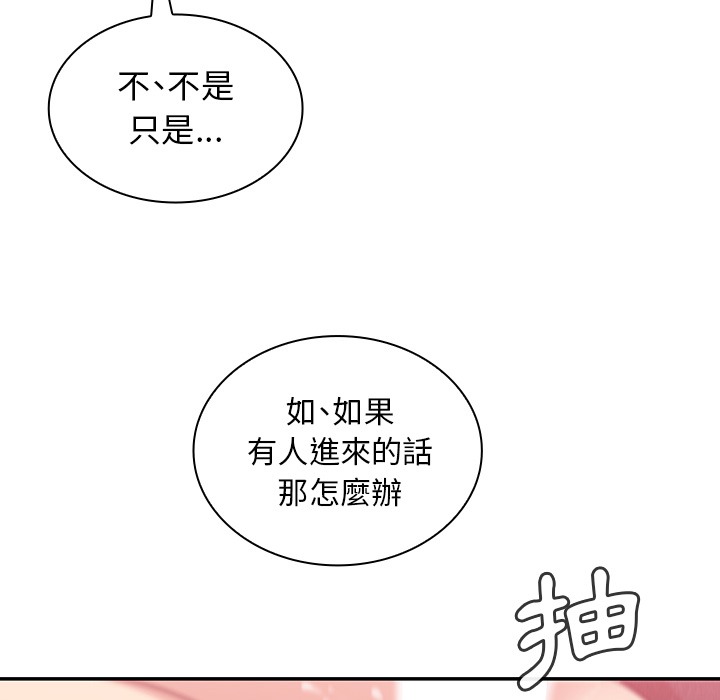 不、不是
只是...
如、如果
有人進來的話
那怎麼辦
抽